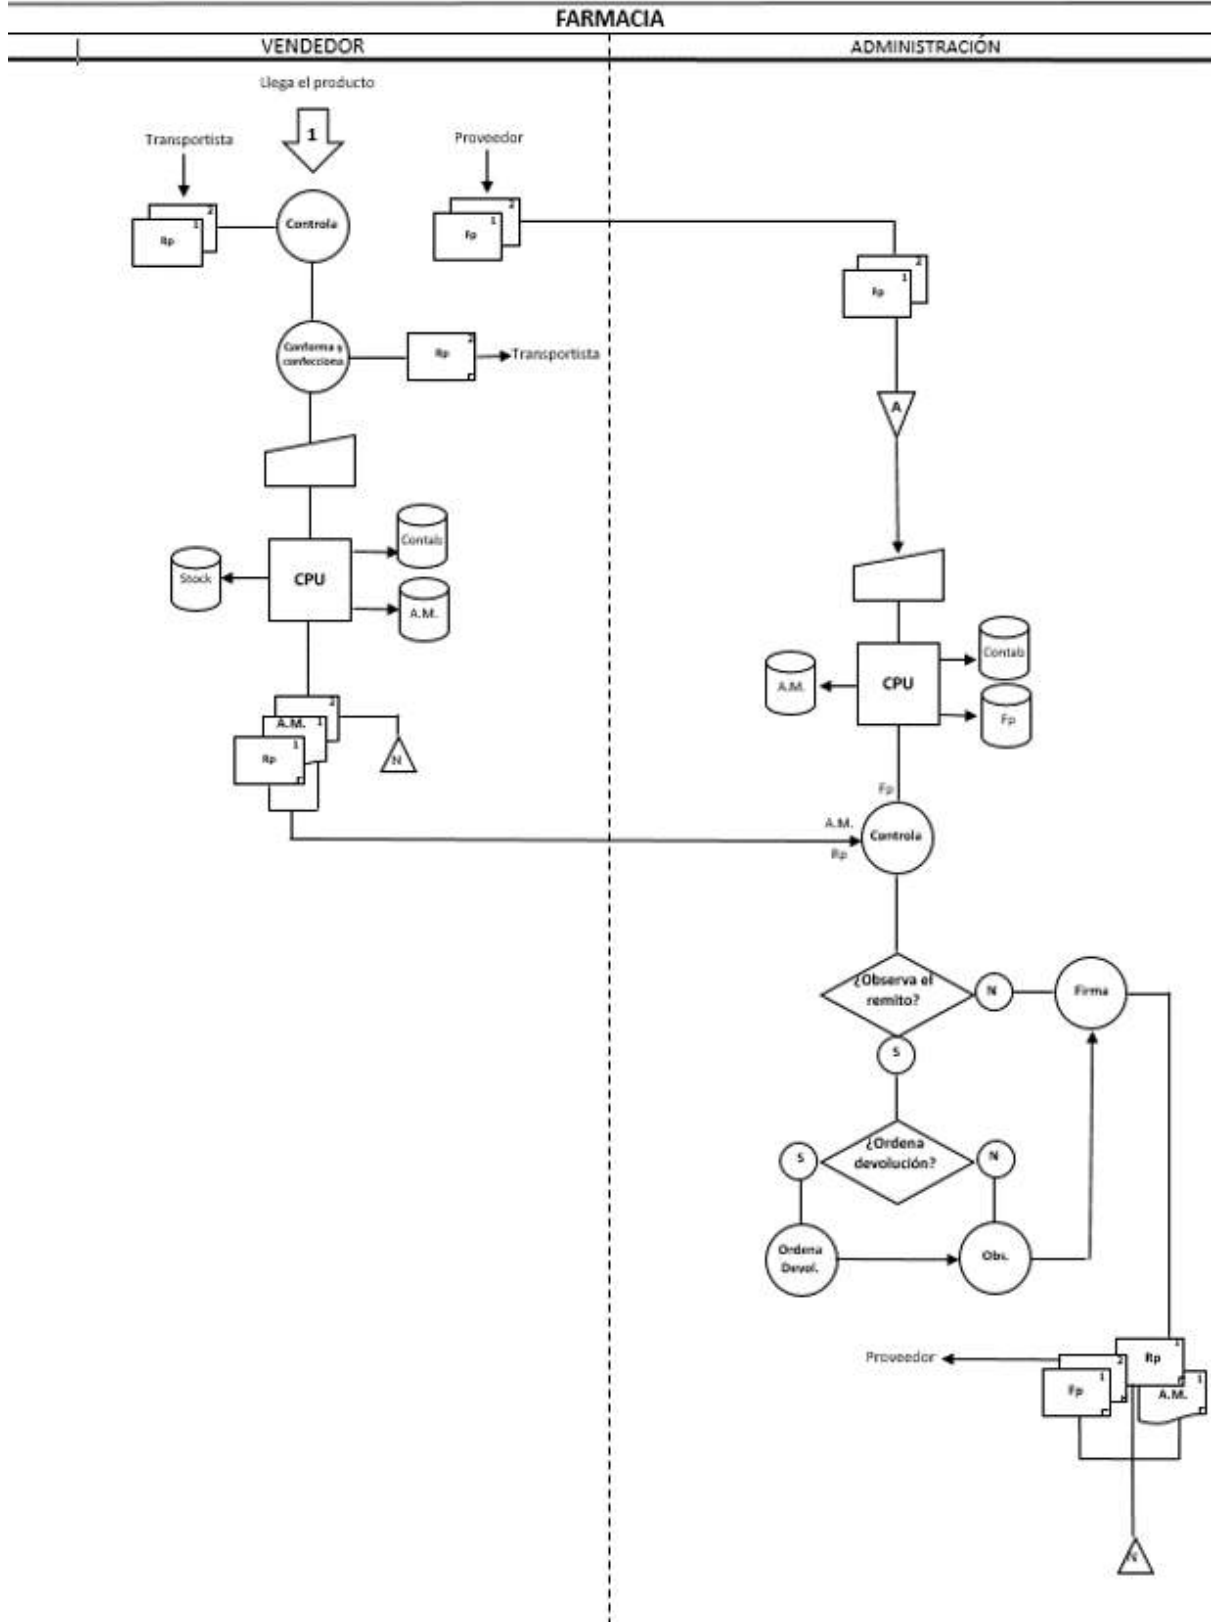 FARMACIA
VENDEDOR
ADMINISTRACIÓN
Llega el producto
1
Transportista
Proveedor
2
1
Rp
Controla
2
1
Fp
2
1
Fp
Conforma y
confecciona
2
Rp
Transportista
A
Stock
CPU
Contab
A.M.
A.M.
CPU
Contab
Fp
2
A.M.
1
1
Rp
N
Fp
A.M.
Rp
Controla
¿Observa el
remito?
N
Firma
S
S
¿Ordena
devolución?
N
Ordena
Devol.
Obs.
Proveedor
2
1
Fp
1
Rp
1
A.M.
N